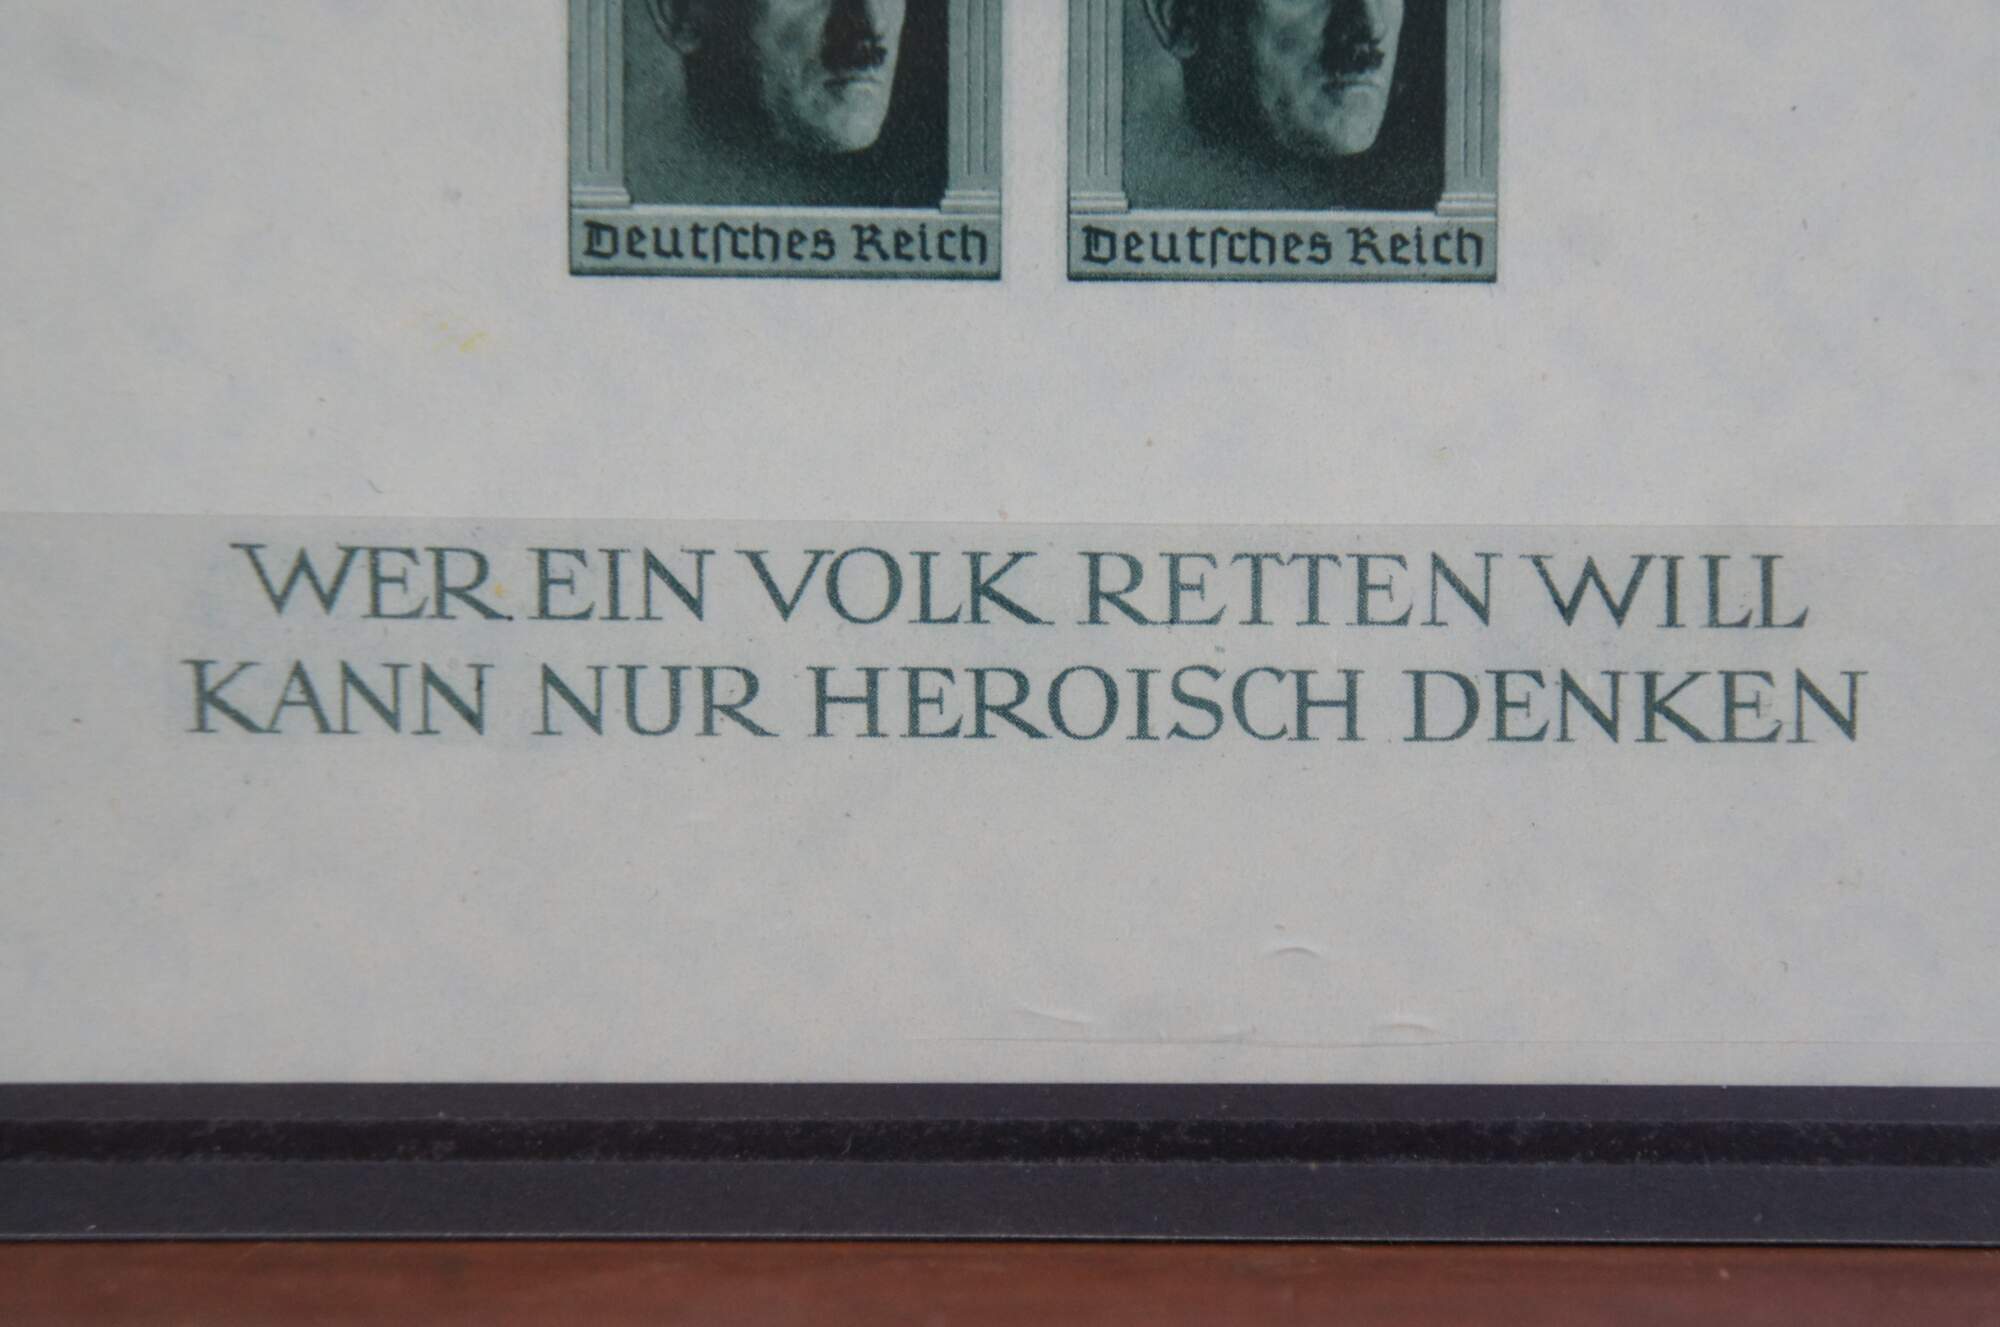 Deutſches Reich Deutſches Reich
WER EIN VOLK RETTEN WILL
KANN NUR HEROISCH DENKEN